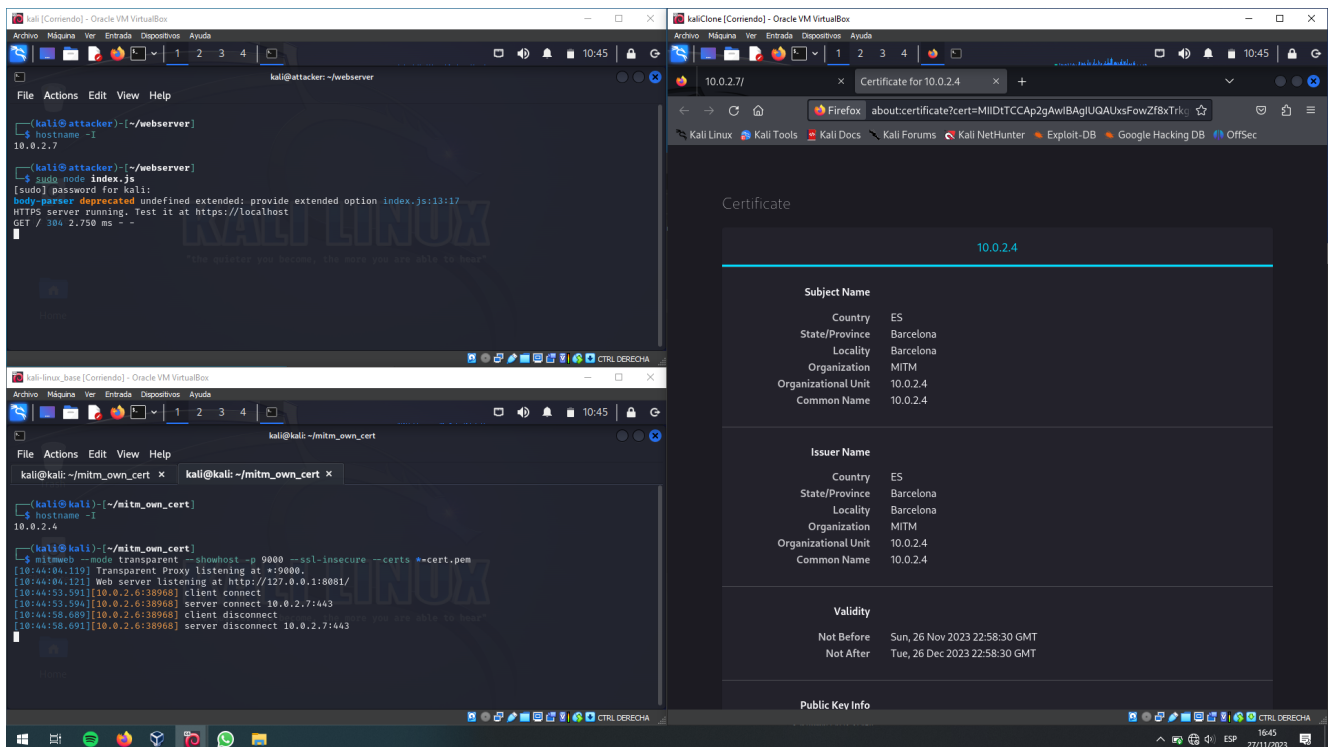 kali [Corriendo] - Oracle VM VirtualBox
Archivo Máquina Ver Entrada Dispositivos Ayuda
1 2 3 4
10:45
kali@attacker: ~/webserver
File Actions Edit View Help
(kali㉿attacker)-[~/webserver]
$ hostname -I
10.0.2.7
(kali㉿attacker)-[~/webserver]
$ sudo node index.js
[sudo] password for kali:
body-parser deprecated undefined extended: provide extended option index.js:13:17
HTTPS server running. Test it at https://localhost
GET / 304 2.750 ms - -
KALI LINUX
"the quieter you become, the more you are able to hear"
Home
CTRL DERECHA
kali-linux_base [Corriendo] - Oracle VM VirtualBox
Archivo Máquina Ver Entrada Dispositivos Ayuda
1 2 3 4
10:45
kali@kali: ~/mitm_own_cert
File Actions Edit View Help
kali@kali: ~/mitm_own_cert × kali@kali: ~/mitm_own_cert ×
(kali㉿kali)-[~/mitm_own_cert]
$ hostname -I
10.0.2.4
(kali㉿kali)-[~/mitm_own_cert]
$ mitmweb --mode transparent --showhost -p 9000 --ssl-insecure --certs *=cert.pem
[10:44:04.119] Transparent Proxy listening at *:9000.
[10:44:04.121] Web server listening at http://127.0.0.1:8081/
[10:44:53.591][10.0.2.6:38968] client connect
[10:44:53.594][10.0.2.6:38968] server connect 10.0.2.7:443
[10:44:58.689][10.0.2.6:38968] client disconnect
[10:44:58.691][10.0.2.6:38968] server disconnect 10.0.2.7:443
Home
CTRL DERECHA
kaliClone [Corriendo] - Oracle VM VirtualBox
Archivo Máquina Ver Entrada Dispositivos Ayuda
1 2 3 4
10:45
10.0.2.7/ × Certificate for 10.0.2.4 × +
Firefox about:certificate?cert=MIIDtTCCAp2gAwIBAgIUQAUxsFowZf8xTrkg
Kali Linux Kali Tools Kali Docs Kali Forums Kali NetHunter Exploit-DB Google Hacking DB OffSec
Certificate
10.0.2.4
Subject Name
Country ES
State/Province Barcelona
Locality Barcelona
Organization MITM
Organizational Unit 10.0.2.4
Common Name 10.0.2.4
Issuer Name
Country ES
State/Province Barcelona
Locality Barcelona
Organization MITM
Organizational Unit 10.0.2.4
Common Name 10.0.2.4
Validity
Not Before Sun, 26 Nov 2023 22:58:30 GMT
Not After Tue, 26 Dec 2023 22:58:30 GMT
Public Key Info
CTRL DERECHA
ESP
16:45
27/11/2023